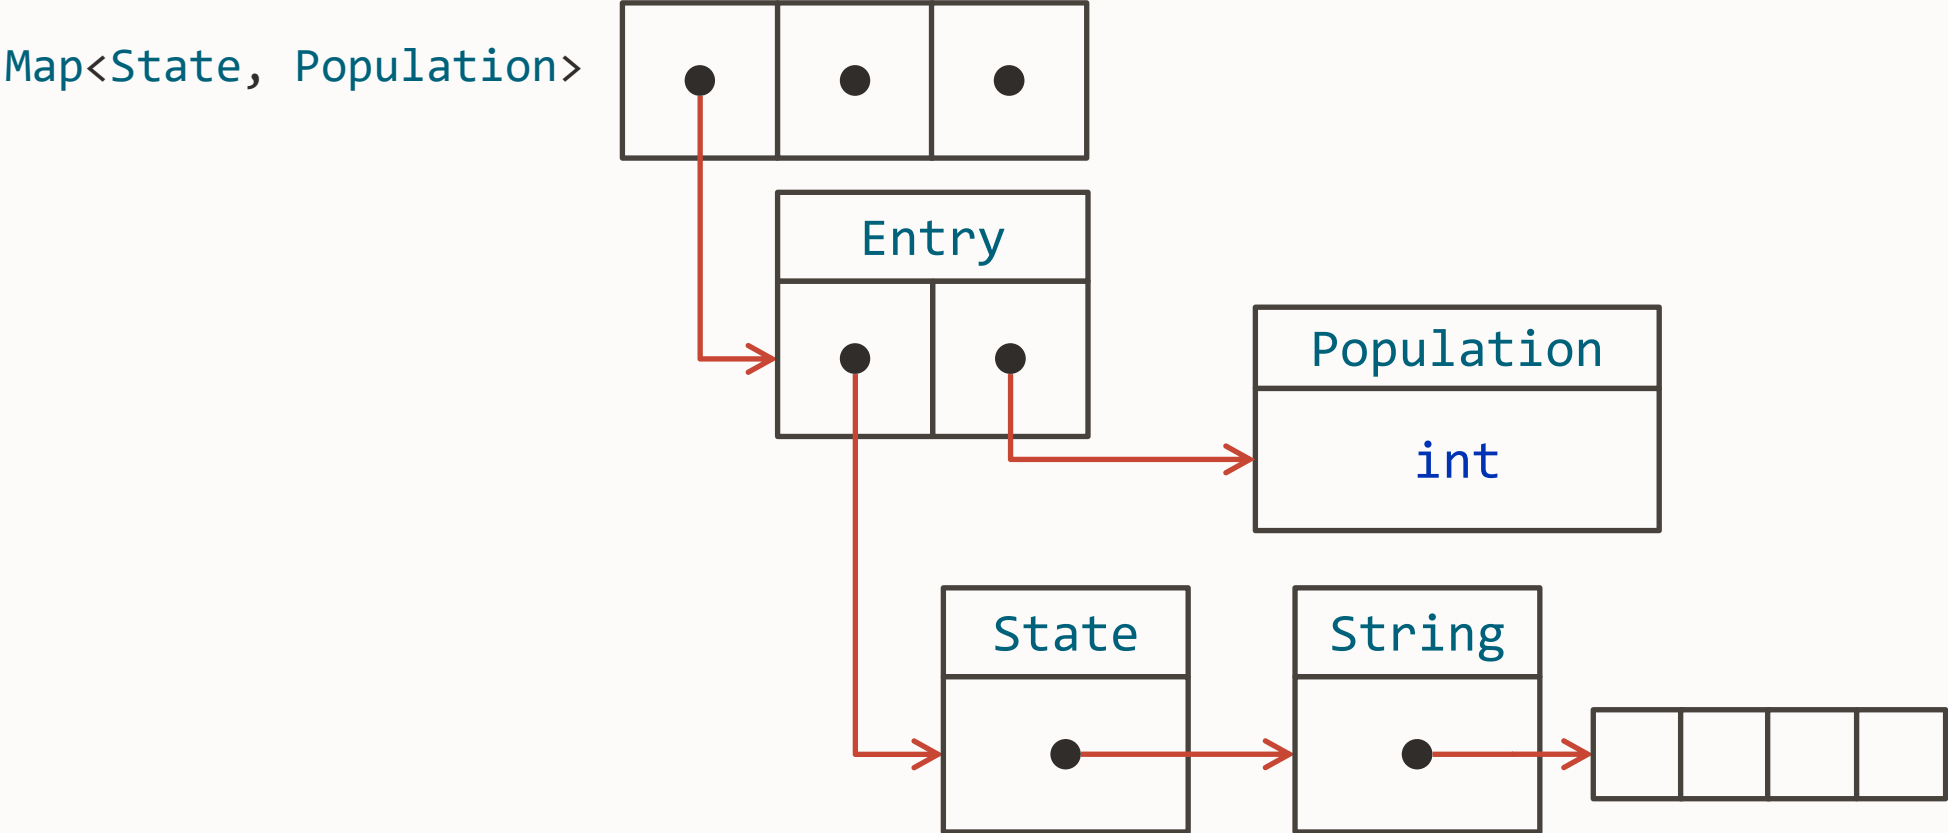 Map<State, Population>
Entry
Population
int
State
String